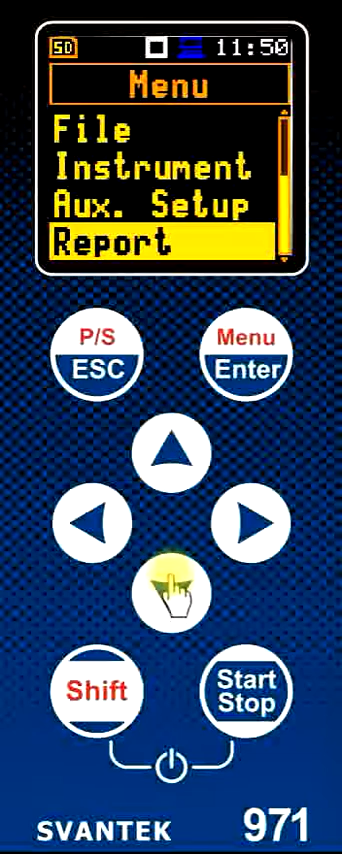 SD 11:50
Menu
File
Instrument
Aux. Setup
Report
P/S Menu
ESC Enter
Shift Start
Stop
SVANTEK 971